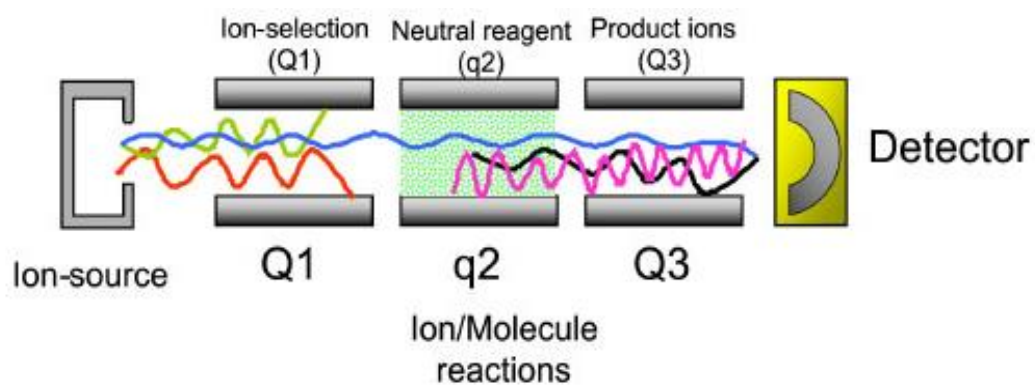 Ion-selection
(Q1)
Neutral reagent
(q2)
Product ions
(Q3)
Detector
Ion-source
Q1
q2
Q3
Ion/Molecule
reactions